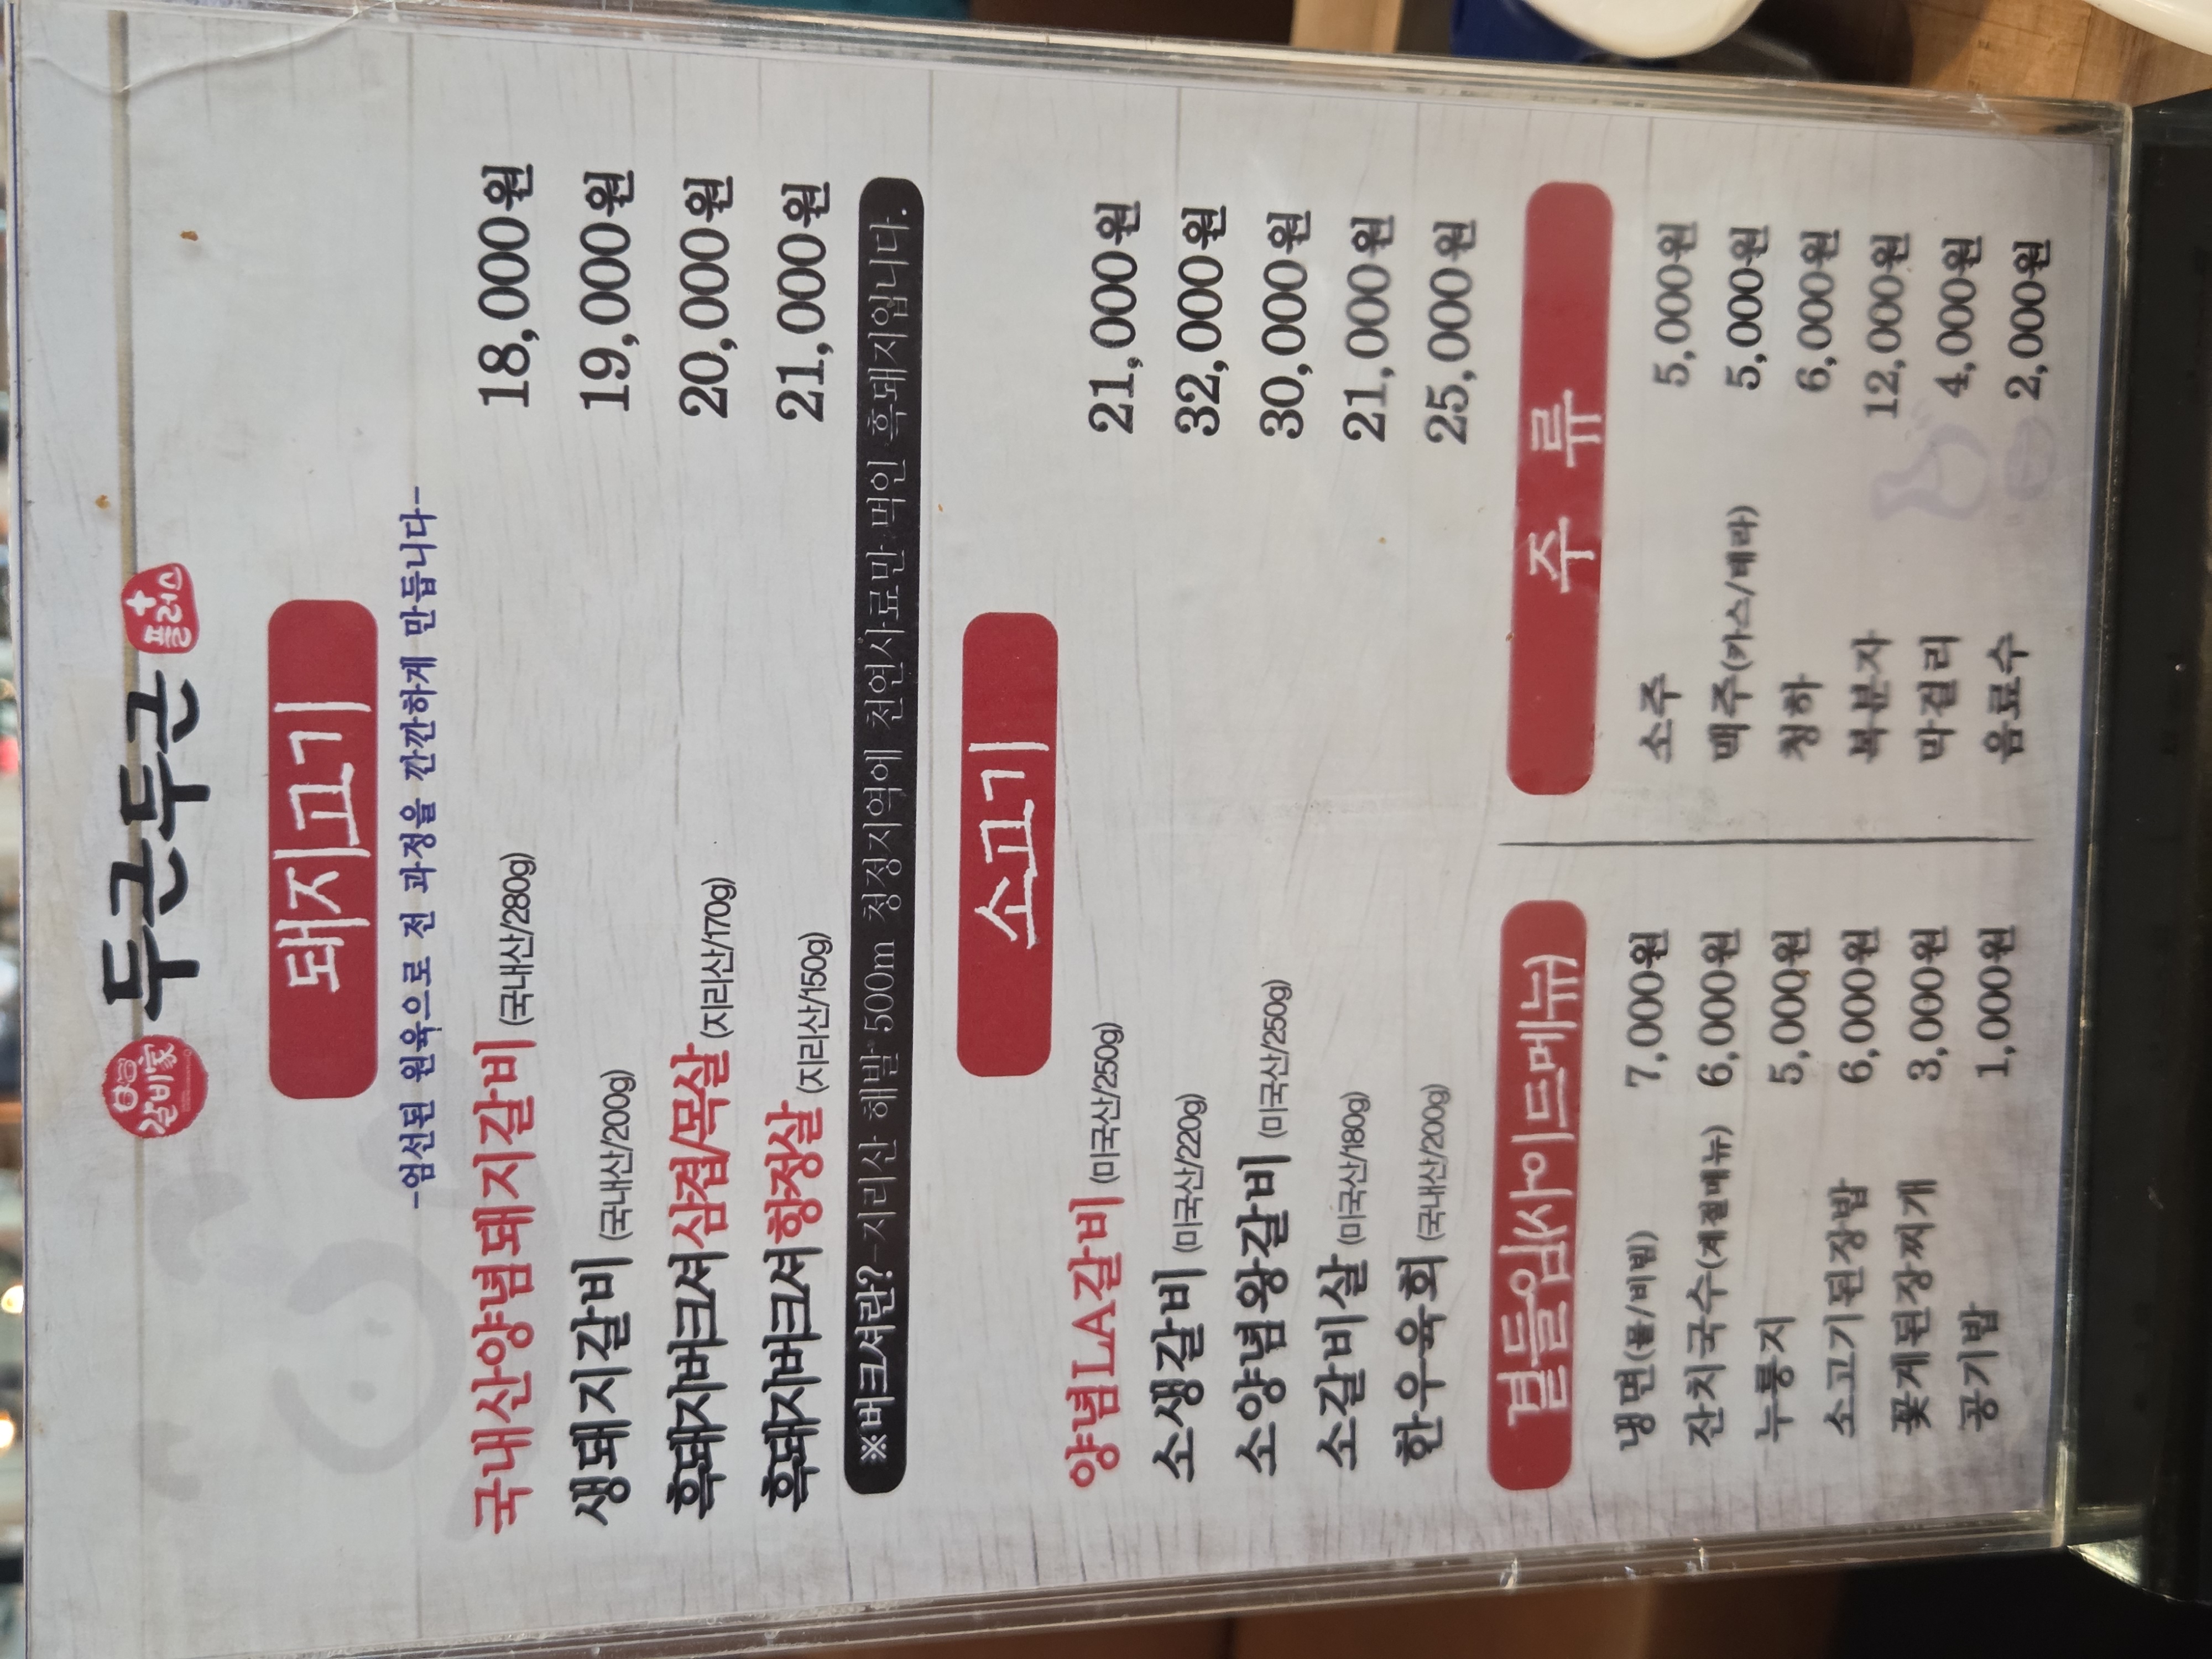 갈비家 두근두근 플러스+
돼지고기
-엄선된 원육으로 전 과정을 깐깐하게 만듭니다-
국내산양념돼지갈비 (국내산/280g) 18,000원
생돼지갈비 (국내산/200g) 19,000원
흑돼지버크셔삼겹/목살 (지리산/170g) 20,000원
흑돼지버크셔항정살 (지리산/150g) 21,000원
※버크셔란?-지리산 해발 500m 청정지역에 천연사료만 먹인 흑돼지입니다.
소고기
양념LA갈비 (미국산/250g) 21,000원
소생갈비 (미국산/220g) 32,000원
소양념왕갈비 (미국산/250g) 30,000원
소갈비살 (미국산/180g) 21,000원
한우육회 (국내산/200g) 25,000원
곁들임(사이드메뉴)
냉면(물/비빔) 7,000원
잔치국수(계절메뉴) 6,000원
누룽지 5,000원
소고기된장밥 6,000원
꽃게된장찌개 3,000원
공기밥 1,000원
주 류
소주 5,000원
맥주(카스/테라) 5,000원
청하 6,000원
복분자 12,000원
막걸리 4,000원
음료수 2,000원